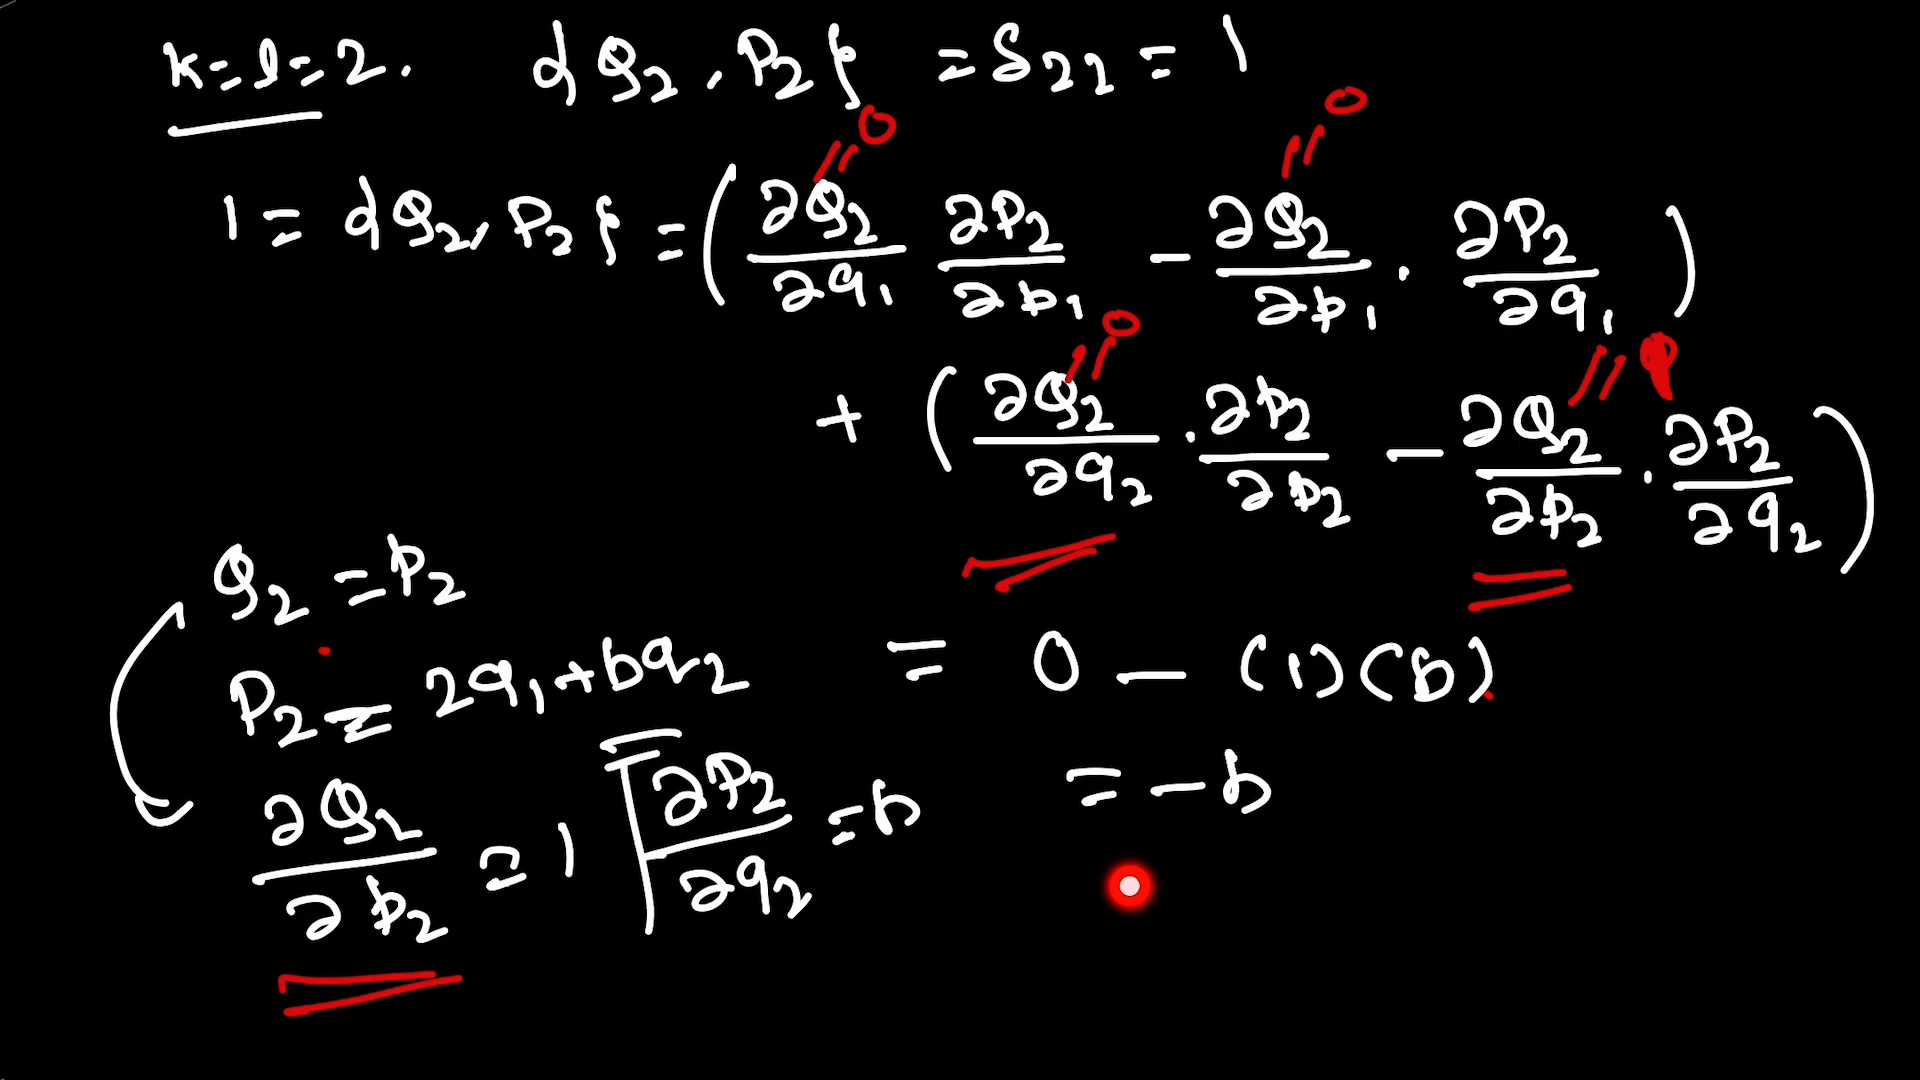 k=l=2. {Q₂, P₂} = δ₂₂ = 1
1 = {Q₂, P₂} = (∂Q₂/∂q₁ ∂P₂/∂p₁ − ∂Q₂/∂p₁ · ∂P₂/∂q₁)
"0 "0
+ (∂Q₂/∂q₂ · ∂P₂/∂p₂ − ∂Q₂/∂p₂ · ∂P₂/∂q₂)
"0
Q₂ = p₂
P₂ = 2q₁+bq₂ = 0 − (1)(b)
∂Q₂/∂p₂ = 1 ∂P₂/∂q₂ = b = −b